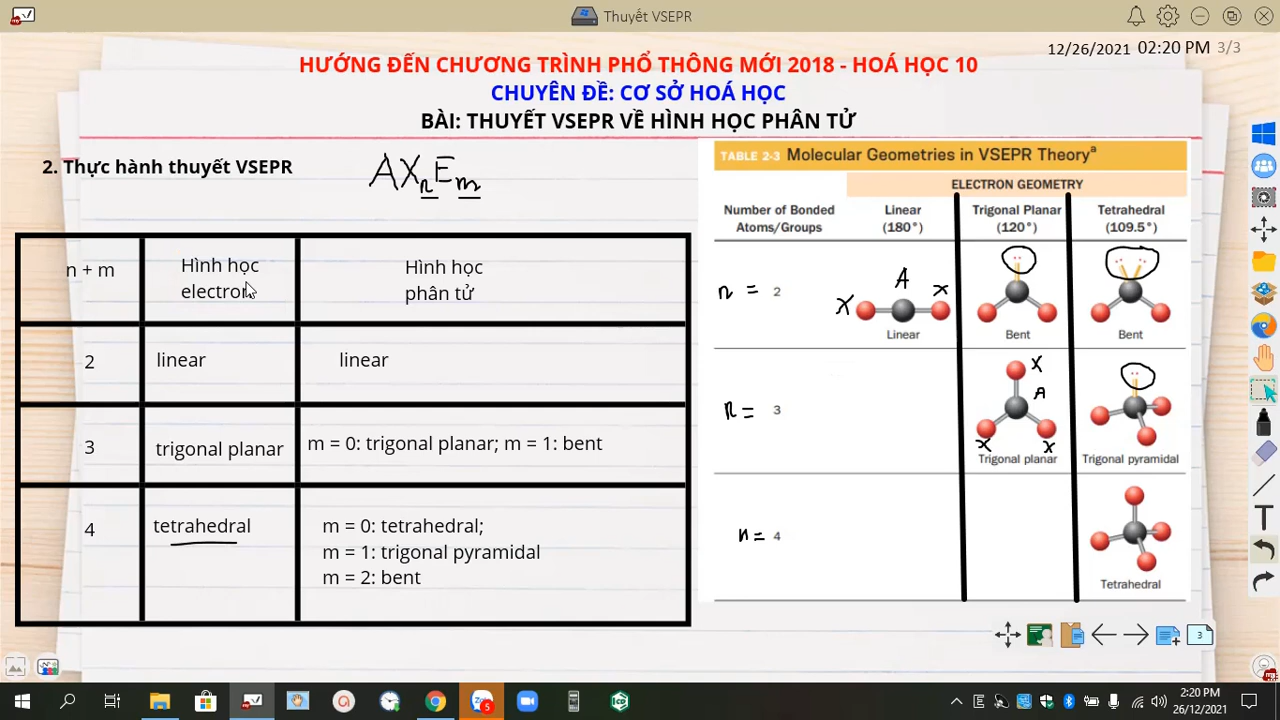 Thuyết VSEPR
12/26/2021 02:20 PM 3/3
HƯỚNG ĐẾN CHƯƠNG TRÌNH PHỔ THÔNG MỚI 2018 - HOÁ HỌC 10
CHUYÊN ĐỀ: CƠ SỞ HOÁ HỌC
BÀI: THUYẾT VSEPR VỀ HÌNH HỌC PHÂN TỬ
2. Thực hành thuyết VSEPR
AXnEm
n + m
Hình học
electron
Hình học
phân tử
2
linear
linear
3
trigonal planar
m = 0: trigonal planar; m = 1: bent
4
tetrahedral
m = 0: tetrahedral;
m = 1: trigonal pyramidal
m = 2: bent
TABLE 2-3 Molecular Geometries in VSEPR Theoryᵃ
ELECTRON GEOMETRY
Number of Bonded
Atoms/Groups
Linear
(180°)
Trigonal Planar
(120°)
Tetrahedral
(109.5°)
n = 2
X A X
Linear
Bent
Bent
n = 3
X
A
X X
Trigonal planar
Trigonal pyramidal
n = 4
Tetrahedral
3
5
2:20 PM
26/12/2021